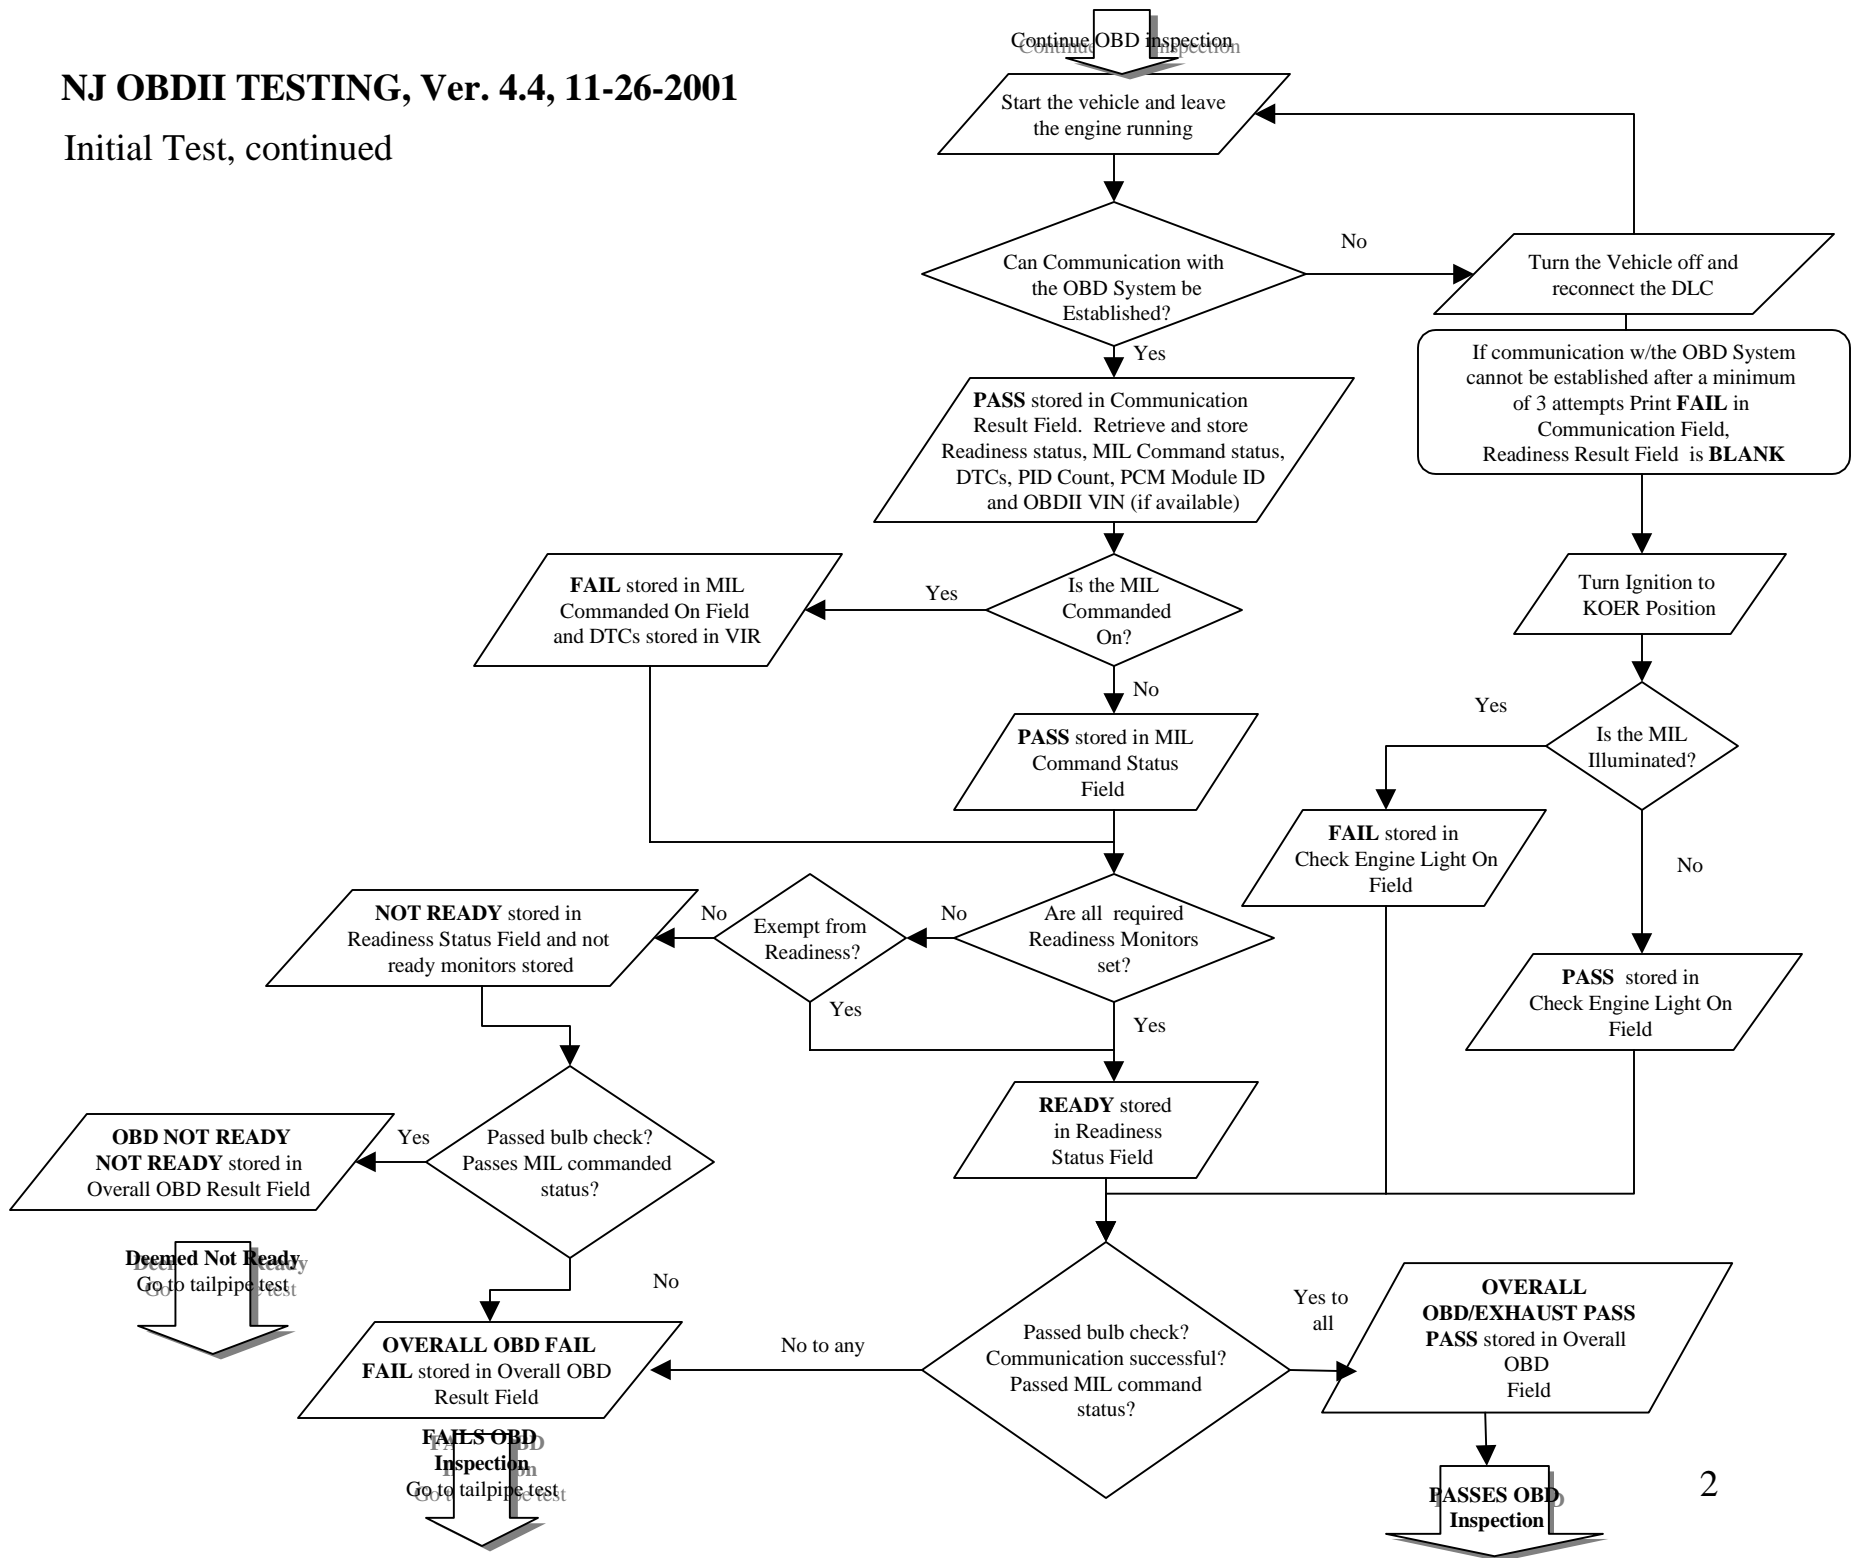 NJ OBDII TESTING, Ver. 4.4, 11-26-2001
Initial Test, continued
Continue OBD inspection
Start the vehicle and leave
the engine running
Can Communication with
the OBD System be
Established?
No
Turn the Vehicle off and
reconnect the DLC
Yes
If communication w/the OBD System
cannot be established after a minimum
of 3 attempts Print FAIL in
Communication Field,
Readiness Result Field is BLANK
PASS stored in Communication
Result Field. Retrieve and store
Readiness status, MIL Command status,
DTCs, PID Count, PCM Module ID
and OBDII VIN (if available)
Turn Ignition to
KOER Position
Is the MIL
Commanded
On?
Yes
FAIL stored in MIL
Commanded On Field
and DTCs stored in VIR
No
PASS stored in MIL
Command Status
Field
Is the MIL
Illuminated?
Yes
FAIL stored in
Check Engine Light On
Field
No
PASS stored in
Check Engine Light On
Field
Are all required
Readiness Monitors
set?
No
Exempt from
Readiness?
No
NOT READY stored in
Readiness Status Field and not
ready monitors stored
Yes
Yes
READY stored
in Readiness
Status Field
Passed bulb check?
Passes MIL commanded
status?
Yes
OBD NOT READY
NOT READY stored in
Overall OBD Result Field
Deemed Not Ready
Go to tailpipe test
No
OVERALL OBD FAIL
FAIL stored in Overall OBD
Result Field
FAILS OBD
Inspection
Go to tailpipe test
No to any
Passed bulb check?
Communication successful?
Passed MIL command
status?
Yes to
all
OVERALL
OBD/EXHAUST PASS
PASS stored in Overall
OBD
Field
PASSES OBD
Inspection
2